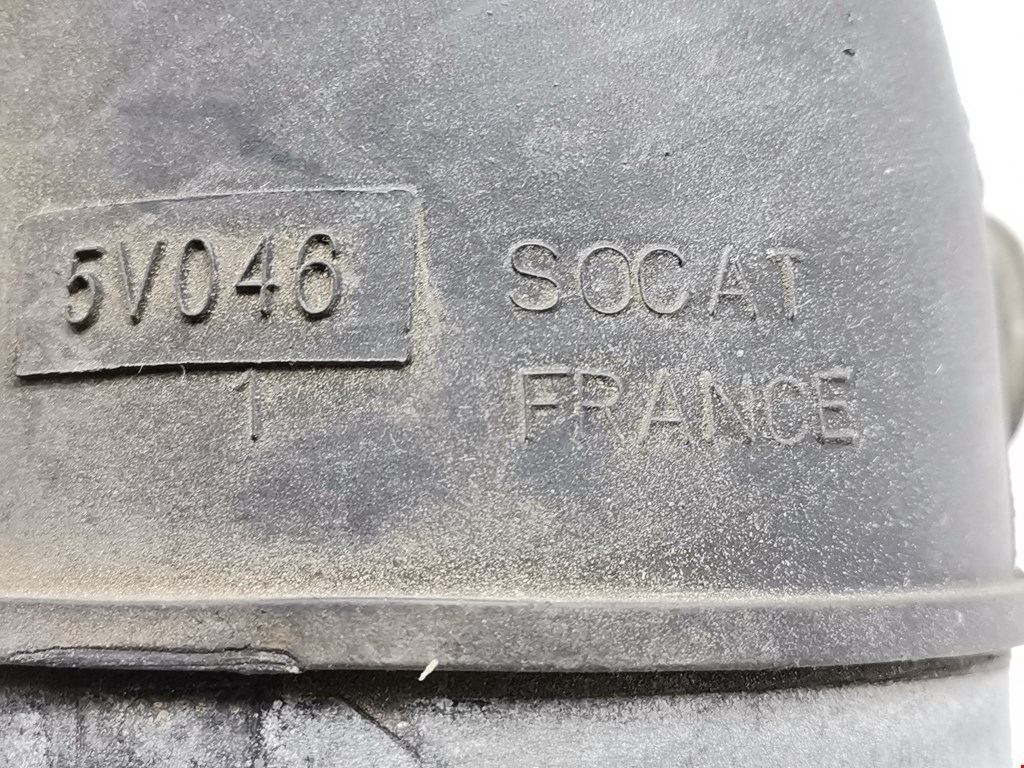 5V046
1
SOCAT
FRANCE